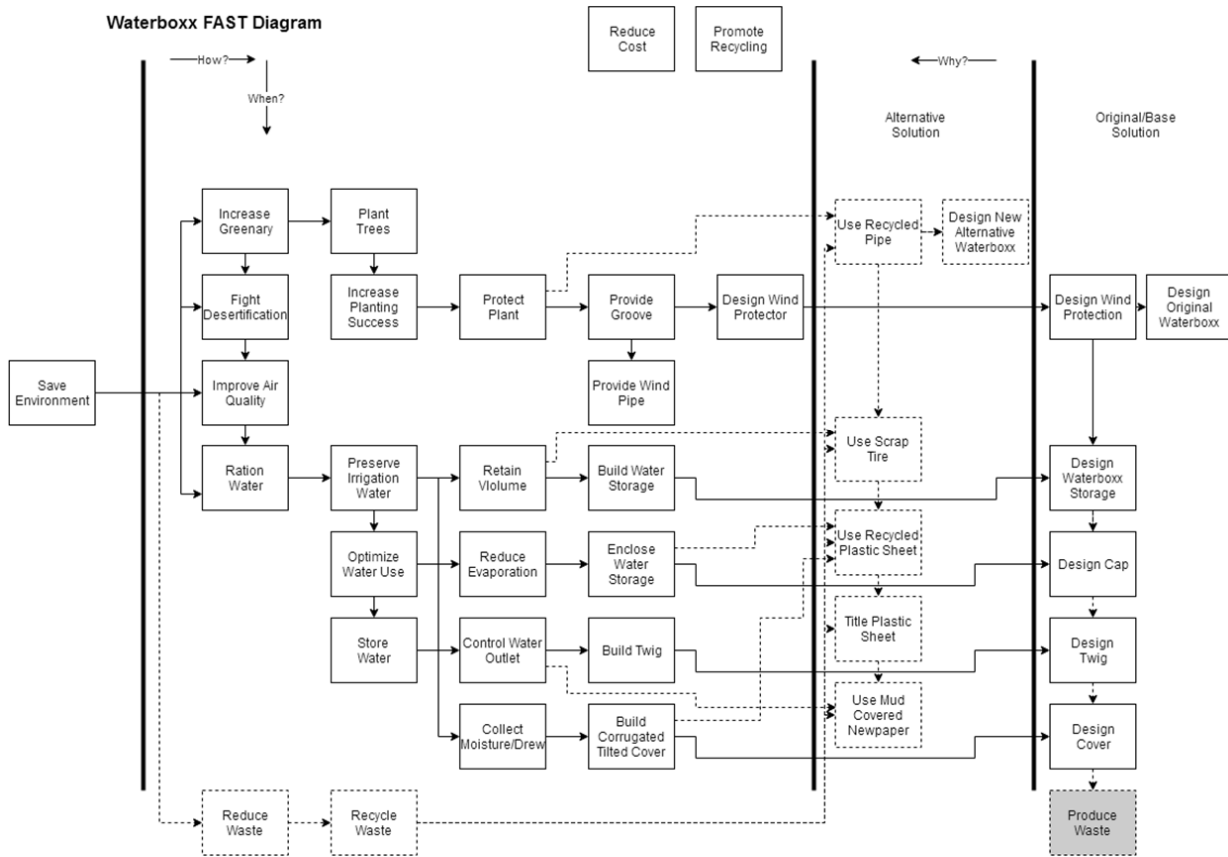 Waterboxx FAST Diagram
Reduce
Cost
Promote
Recycling
How?
Why?
When?
Alternative
Solution
Original/Base
Solution
Increase
Greenary
Plant
Trees
Use Recycled
Pipe
Design New
Alternative
Waterboxx
Fight
Desertification
Increase
Planting
Success
Protect
Plant
Provide
Groove
Design Wind
Protector
Design Wind
Protection
Design
Original
Waterboxx
Save
Environment
Improve Air
Quality
Provide Wind
Pipe
Ration
Water
Preserve
Irrigation
Water
Retain
Vlolume
Build Water
Storage
Use Scrap
Tire
Design
Waterboxx
Storage
Optimize
Water Use
Reduce
Evaporation
Enclose
Water
Storage
Use Recycled
Plastic Sheet
Design Cap
Store
Water
Control Water
Outlet
Build Twig
Title Plastic
Sheet
Design
Twig
Collect
Moisture/Drew
Build
Corrugated
Tilted Cover
Use Mud
Covered
Newpaper
Design
Cover
Reduce
Waste
Recycle
Waste
Produce
Waste